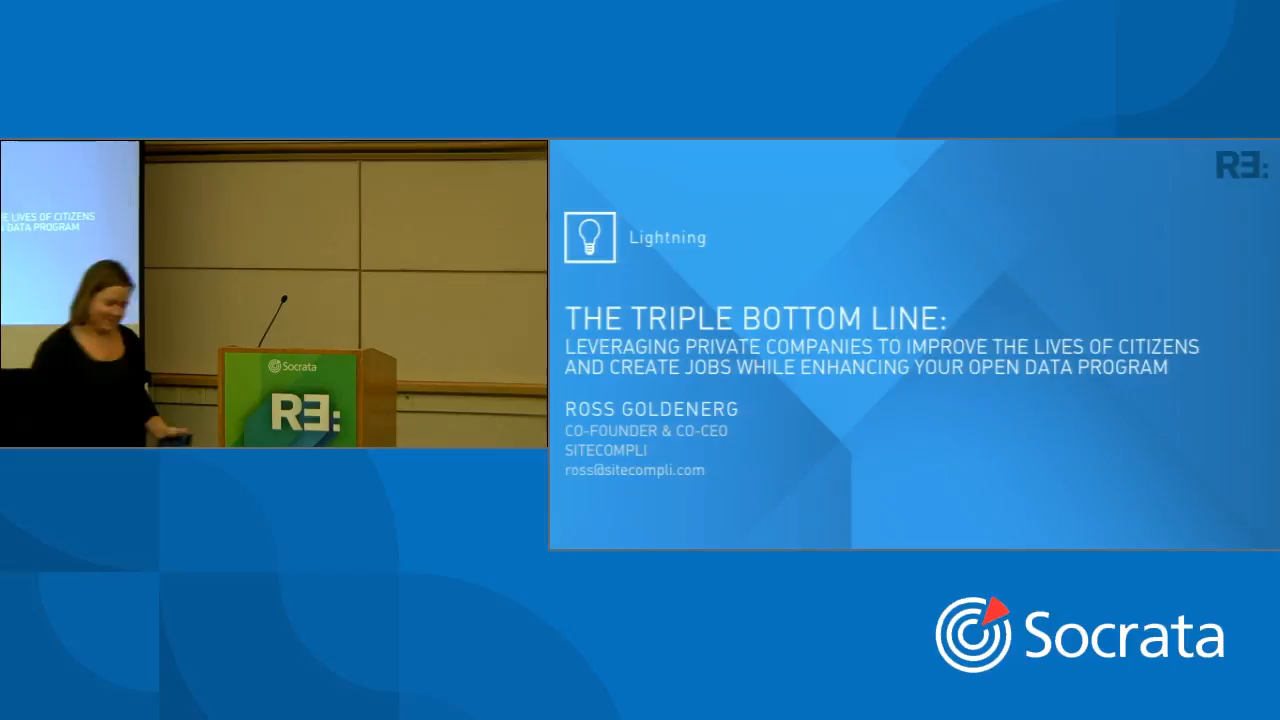 E LIVES OF CITIZENS
DATA PROGRAM
Socrata
RE:
RE:
Lightning
THE TRIPLE BOTTOM LINE:
LEVERAGING PRIVATE COMPANIES TO IMPROVE THE LIVES OF CITIZENS
AND CREATE JOBS WHILE ENHANCING YOUR OPEN DATA PROGRAM
ROSS GOLDENERG
CO-FOUNDER & CO-CEO
SITECOMPLI
ross@sitecompli.com
Socrata